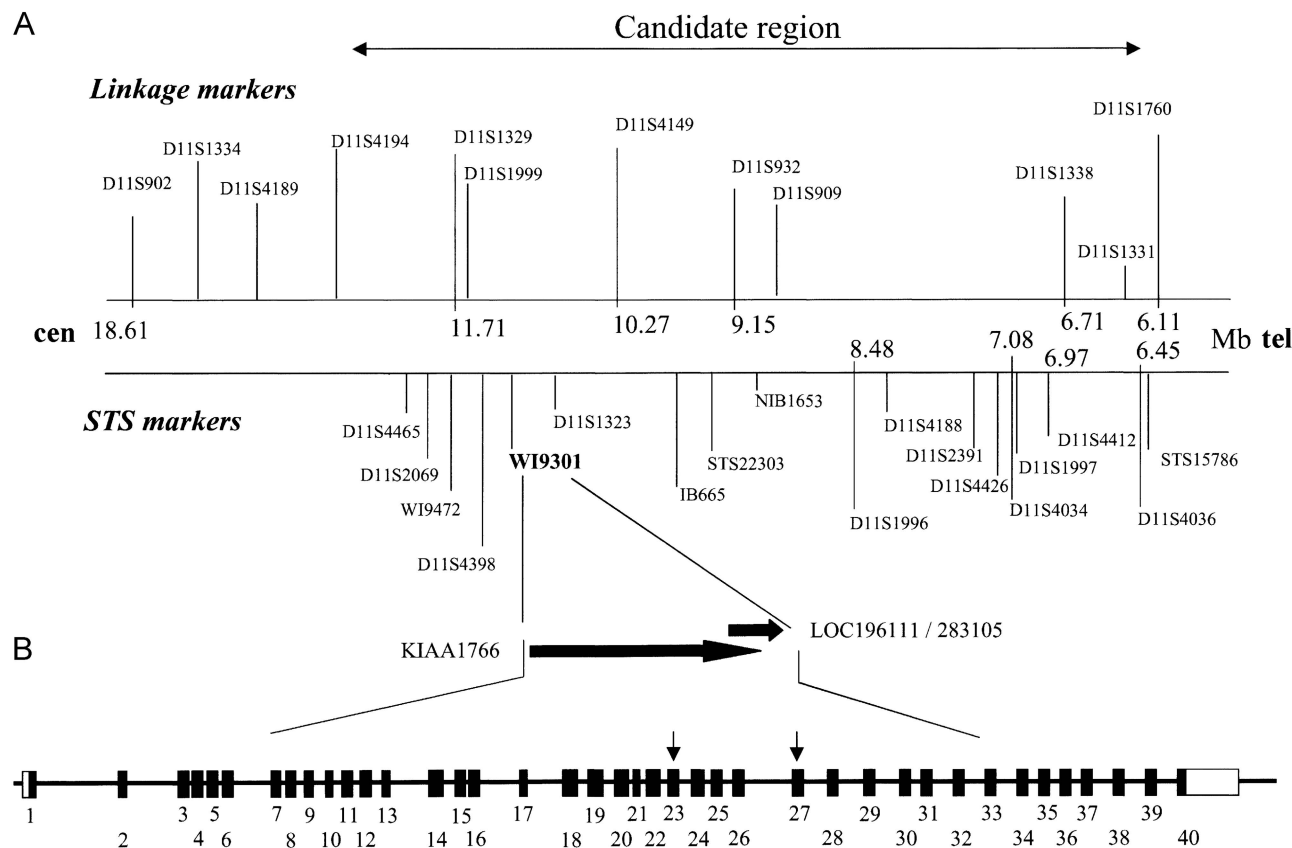 A
Candidate region
Linkage markers
D11S1760
D11S4149
D11S1334
D11S4194
D11S1329
D11S932
D11S1999
D11S1338
D11S902
D11S4189
D11S909
D11S1331
cen 18.61 11.71 10.27 9.15 6.71 6.11 Mb tel
8.48 7.08 6.97 6.45
STS markers
NIB1653
D11S4465
D11S1323
D11S4188
D11S4412
D11S2069
WI9301
STS22303
D11S2391
D11S1997
STS15786
WI9472
IB665
D11S4426
D11S1996
D11S4034
D11S4036
D11S4398
LOC196111 / 283105
B
KIAA1766
1 3 5 7 9 11 13 15 17 19 21 23 25 27 29 31 33 35 37 39
2 4 6 8 10 12 14 16 18 20 22 24 26 28 30 32 34 36 38 40